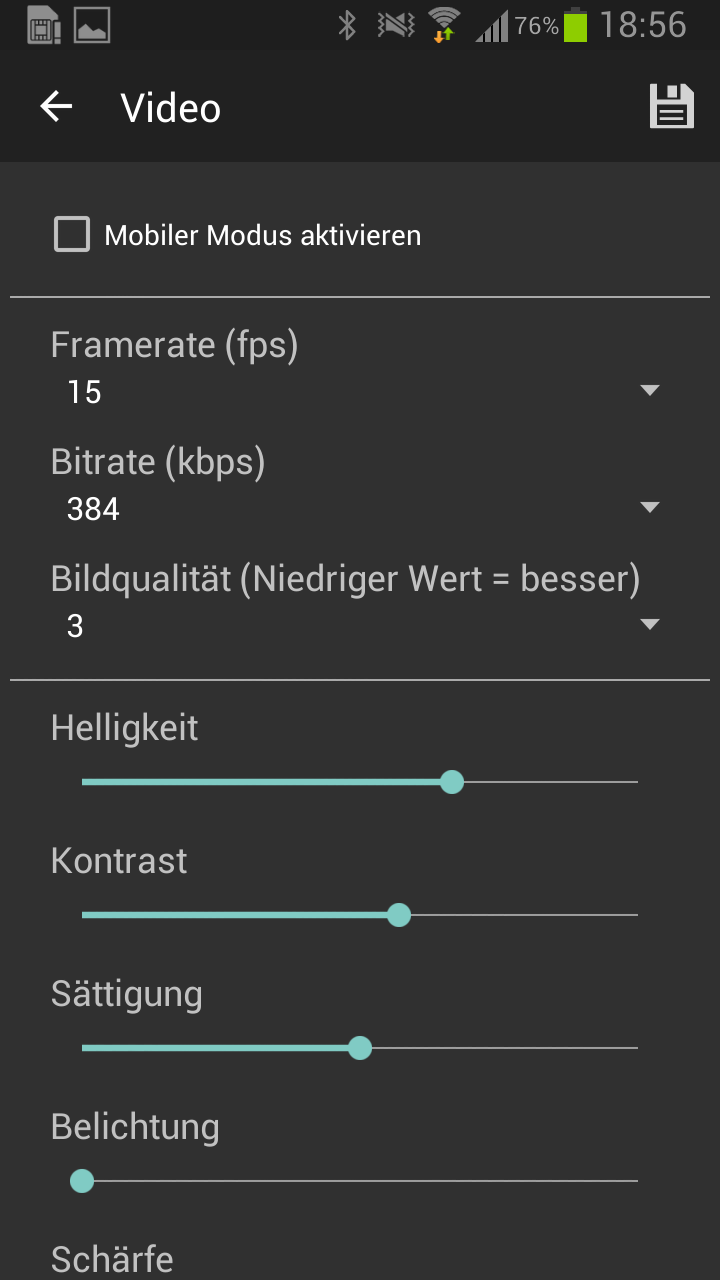 76% 18:56
Video
Mobiler Modus aktivieren
Framerate (fps)
15
Bitrate (kbps)
384
Bildqualität (Niedriger Wert = besser)
3
Helligkeit
Kontrast
Sättigung
Belichtung
Schärfe